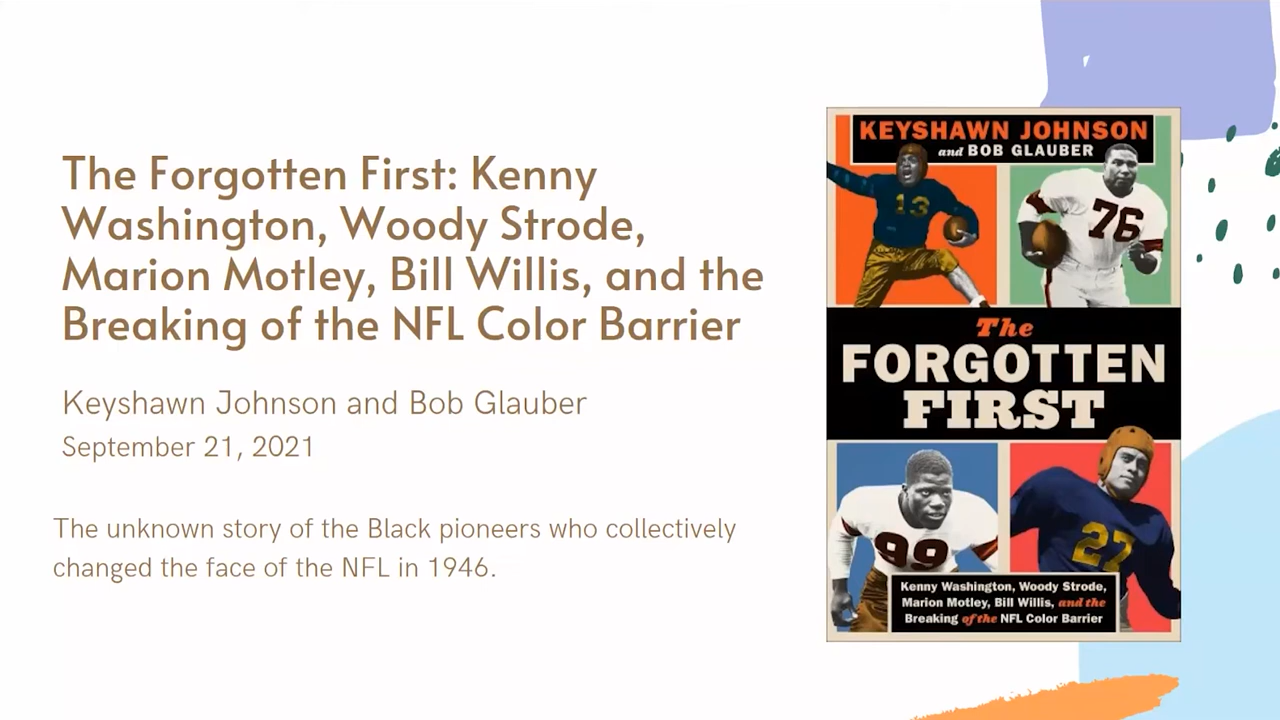 The Forgotten First: Kenny
Washington, Woody Strode,
Marion Motley, Bill Willis, and the
Breaking of the NFL Color Barrier
Keyshawn Johnson and Bob Glauber
September 21, 2021
The unknown story of the Black pioneers who collectively
changed the face of the NFL in 1946.
KEYSHAWN JOHNSON
and BOB GLAUBER
13
76
The
FORGOTTEN
FIRST
99
27
Kenny Washington, Woody Strode,
Marion Motley, Bill Willis, and the
Breaking of the NFL Color Barrier